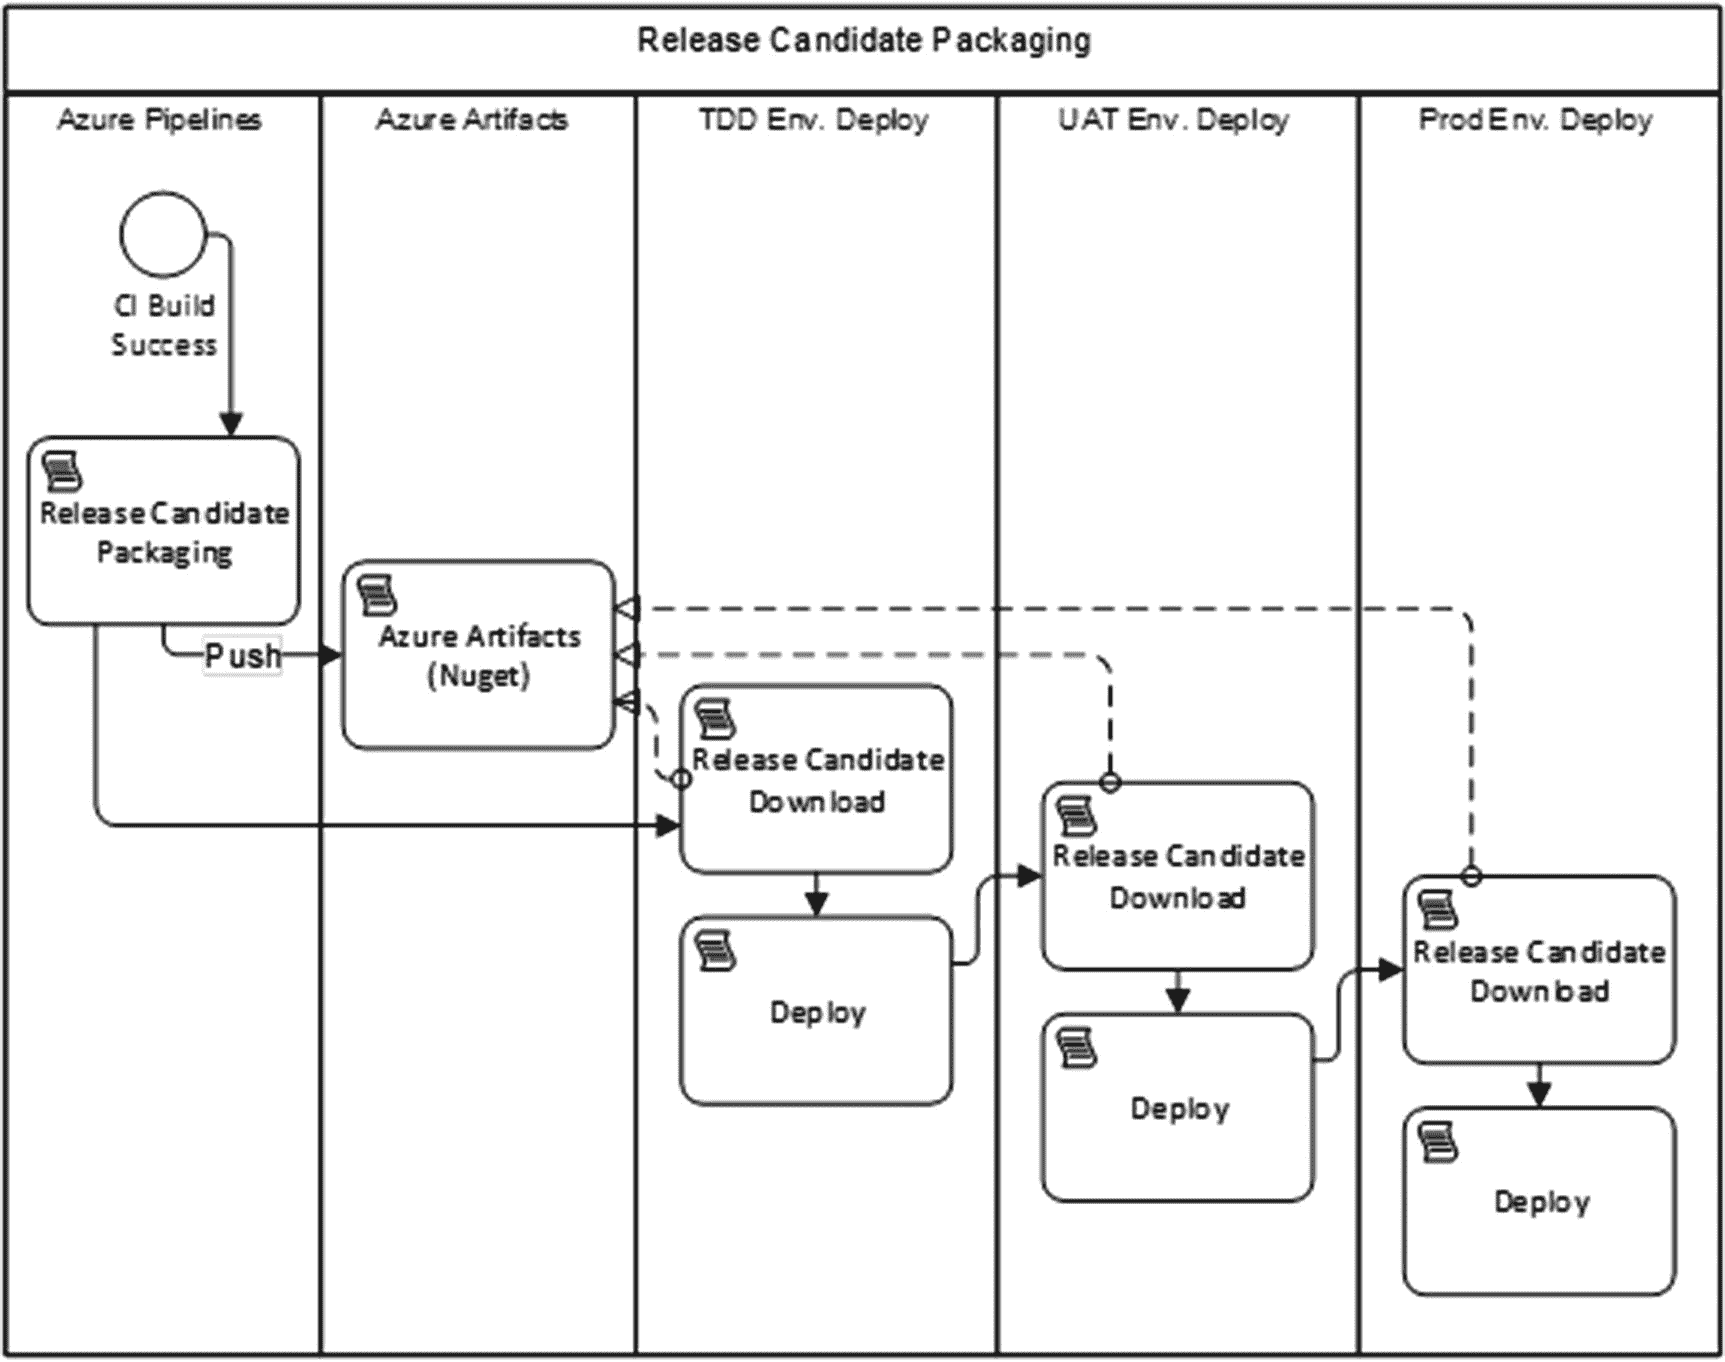 Release Candidate Packaging
Azure Pipelines
Azure Artifacts
TDD Env. Deploy
UAT Env. Deploy
Prod Env. Deploy
CI Build
Success
Release Candidate
Packaging
Push
Azure Artifacts
(Nuget)
Release Candidate
Download
Deploy
Release Candidate
Download
Deploy
Release Candidate
Download
Deploy